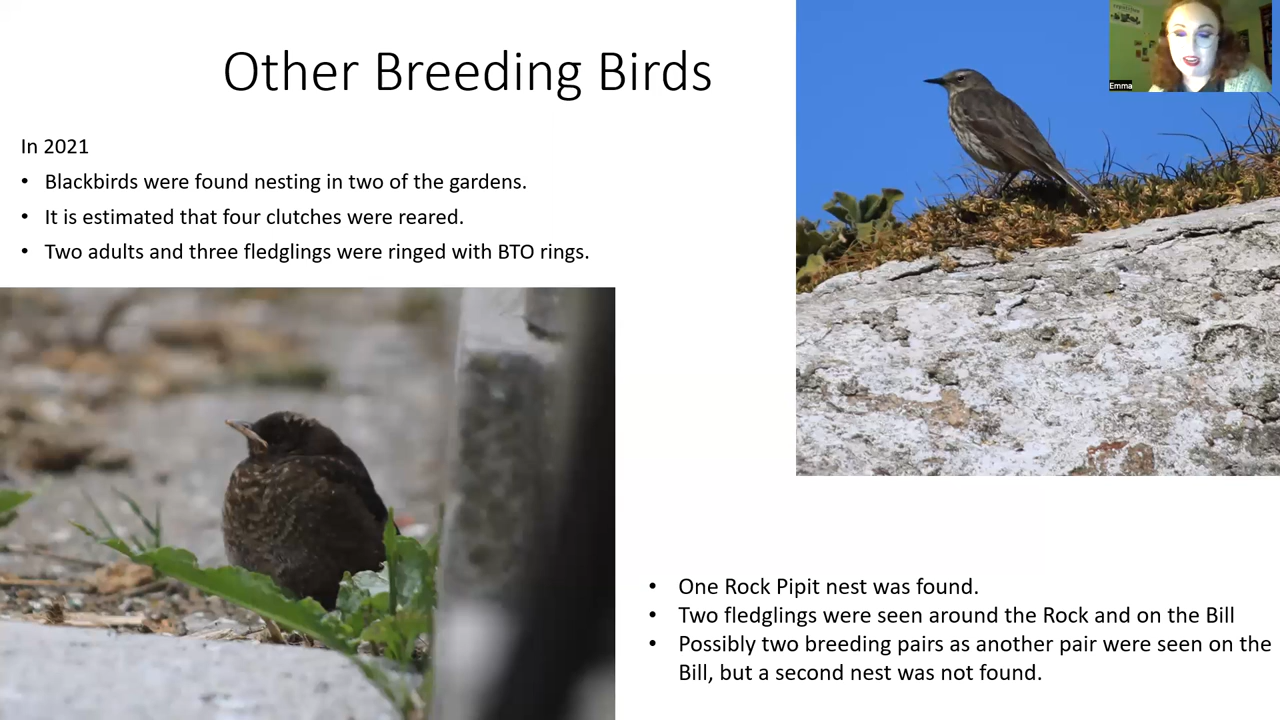 Other Breeding Birds
Emma
In 2021
• Blackbirds were found nesting in two of the gardens.
• It is estimated that four clutches were reared.
• Two adults and three fledglings were ringed with BTO rings.
• One Rock Pipit nest was found.
• Two fledglings were seen around the Rock and on the Bill
• Possibly two breeding pairs as another pair were seen on the
Bill, but a second nest was not found.